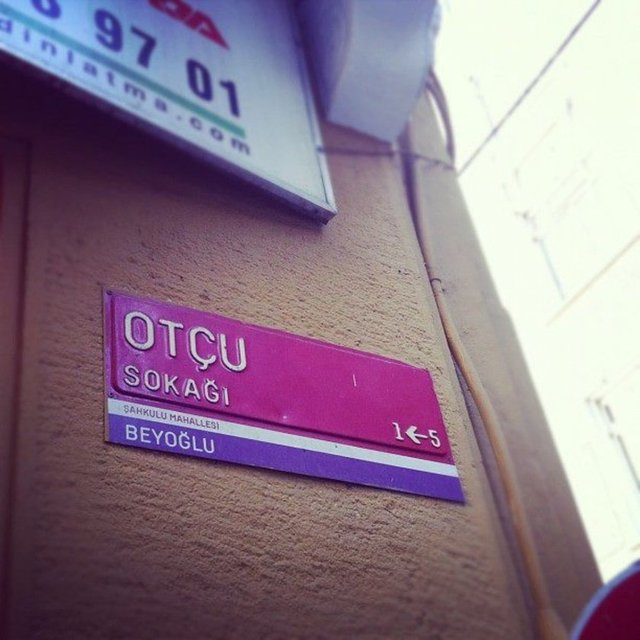 97 01
dinlatma.com
OTÇU
SOKAĞI
1←5
ŞAHKULU MAHALLESİ
BEYOĞLU